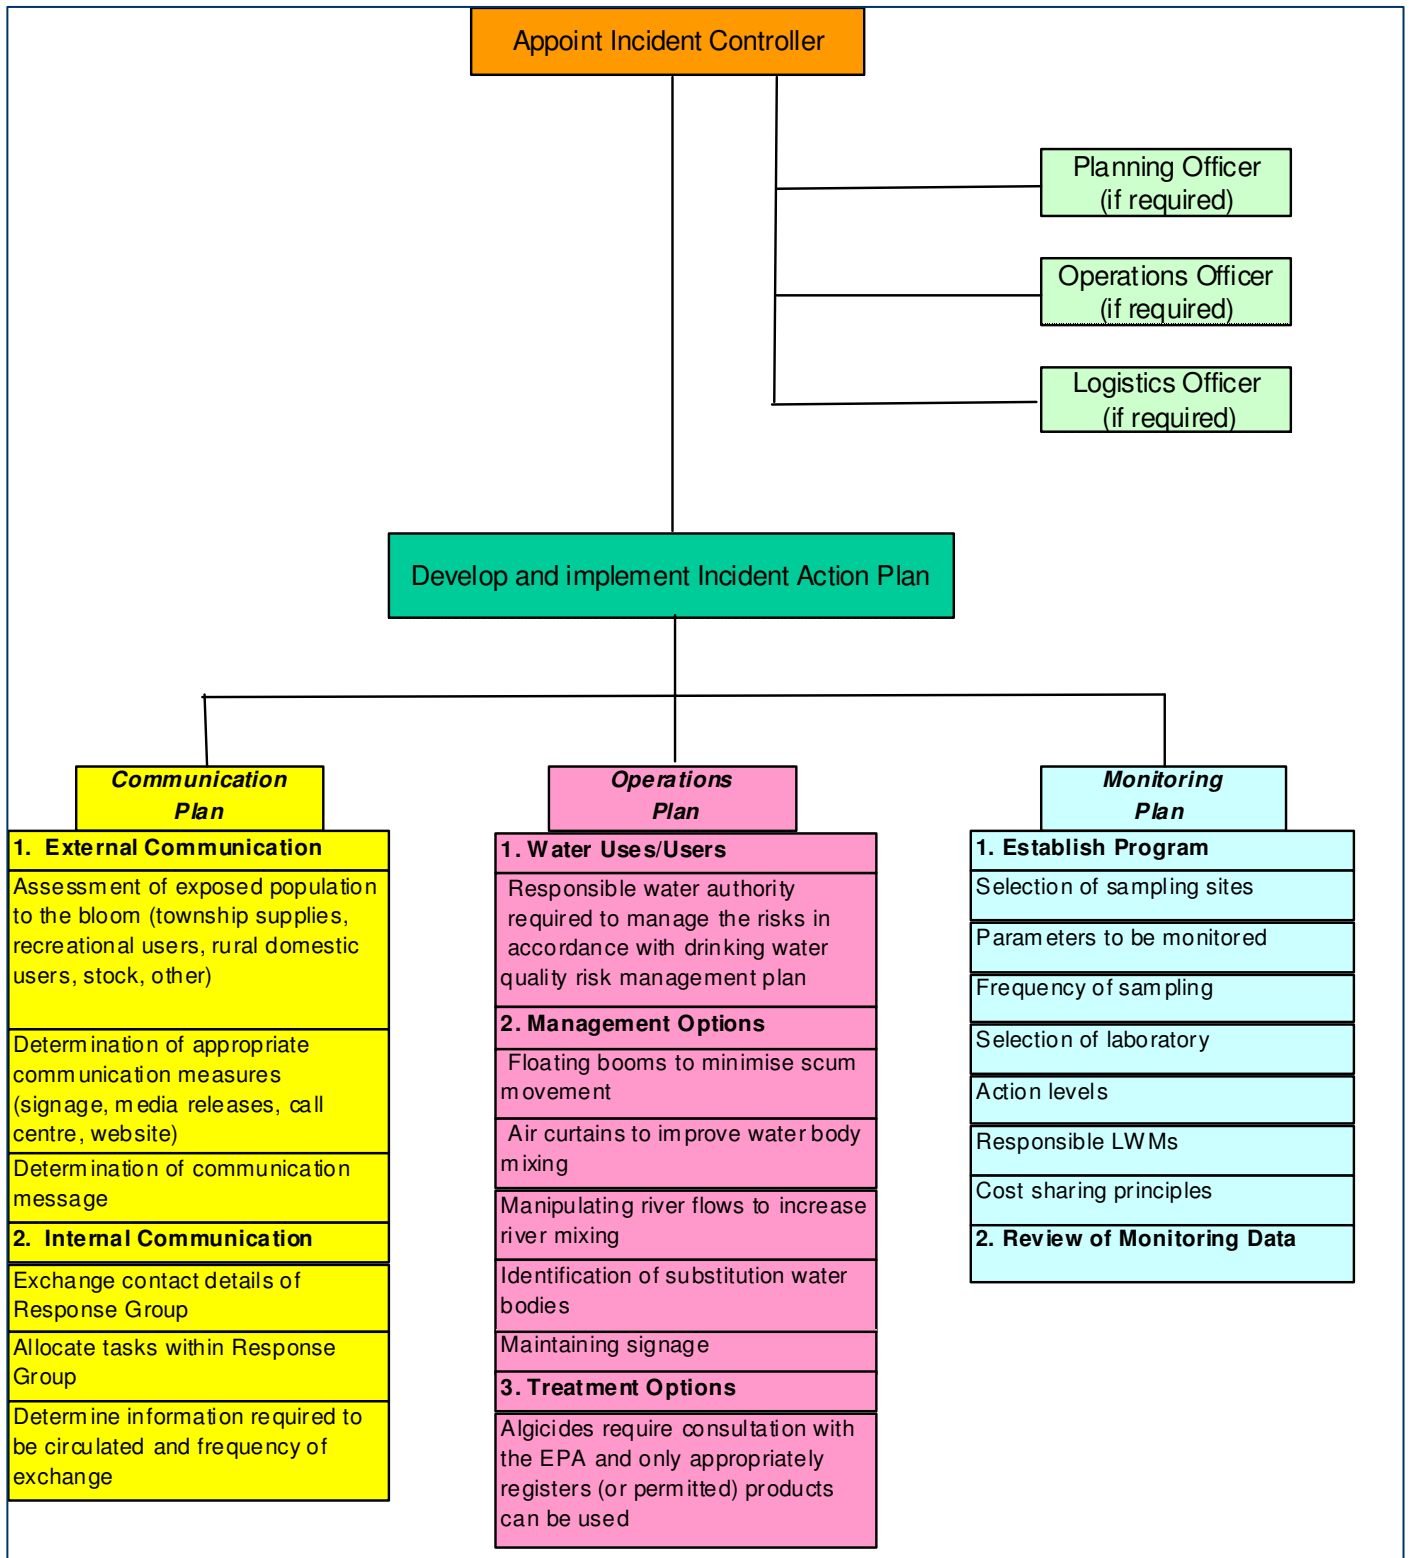 Appoint Incident Controller
Planning Officer
(if required)
Operations Officer
(if required)
Logistics Officer
(if required)
Develop and implement Incident Action Plan
Communication
Plan
1. External Communication
Assessment of exposed population
to the bloom (township supplies,
recreational users, rural domestic
users, stock, other)
Determination of appropriate
communication measures
(signage, media releases, call
centre, website)
Determination of communication
message
2. Internal Communication
Exchange contact details of
Response Group
Allocate tasks within Response
Group
Determine information required to
be circulated and frequency of
exchange
Operations
Plan
1. Water Uses/Users
Responsible water authority
required to manage the risks in
accordance with drinking water
quality risk management plan
2. Management Options
Floating booms to minimise scum
movement
Air curtains to improve water body
mixing
Manipulating river flows to increase
river mixing
Identification of substitution water
bodies
Maintaining signage
3. Treatment Options
Algicides require consultation with
the EPA and only appropriately
registers (or permitted) products
can be used
Monitoring
Plan
1. Establish Program
Selection of sampling sites
Parameters to be monitored
Frequency of sampling
Selection of laboratory
Action levels
Responsible LWMs
Cost sharing principles
2. Review of Monitoring Data